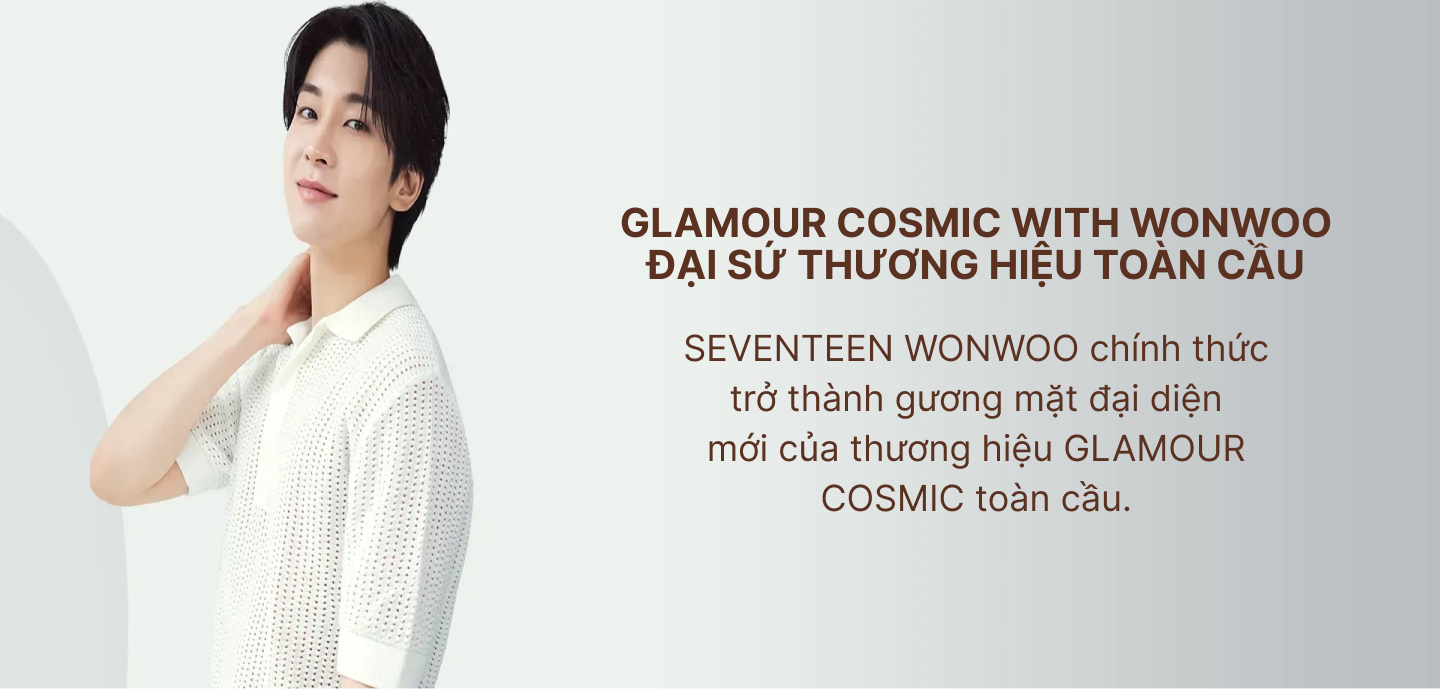 GLAMOUR COSMIC WITH WONWOO
ĐẠI SỨ THƯƠNG HIỆU TOÀN CẦU
SEVENTEEN WONWOO chính thức
trở thành gương mặt đại diện
mới của thương hiệu GLAMOUR
COSMIC toàn cầu.